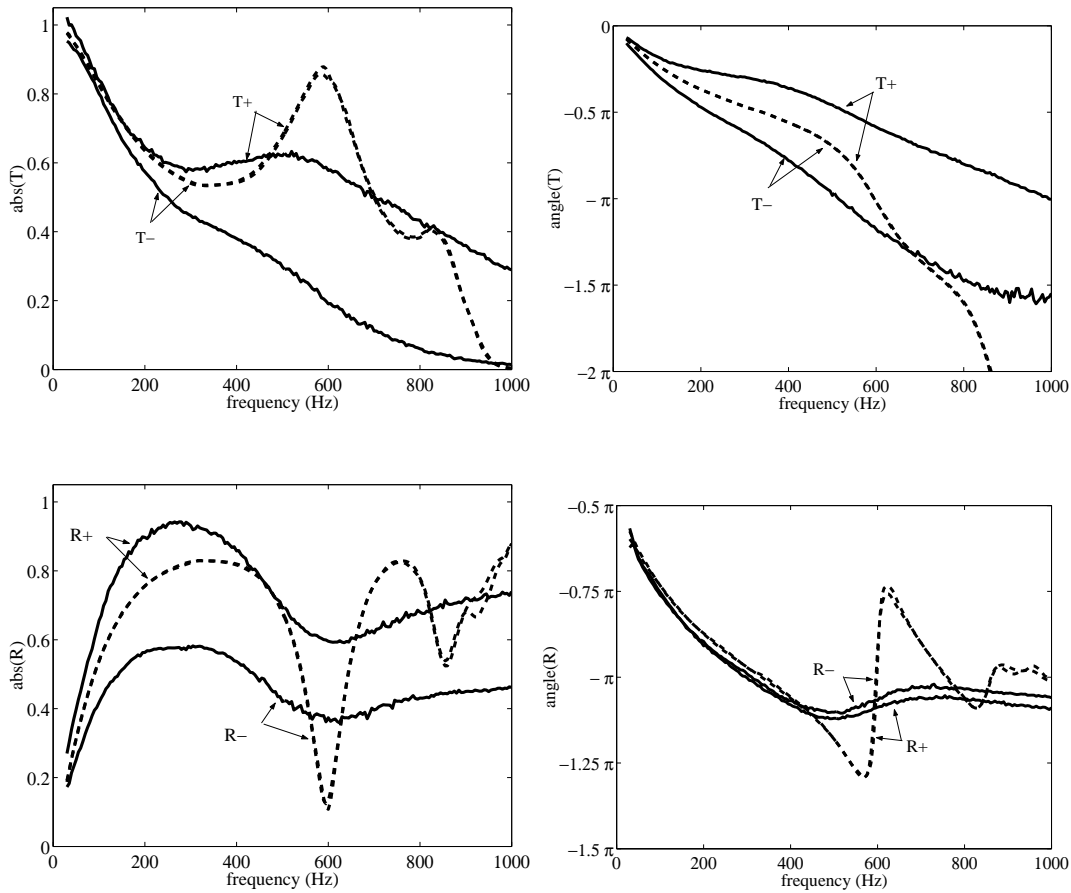 1
0.8
0.6
0.4
0.2
0
abs(T)
T+
T−
0 200 400 600 800 1000
frequency (Hz)
0
−0.5 π
− π
−1.5 π
−2 π
angle(T)
T+
T−
0 200 400 600 800 1000
frequency (Hz)
1
0.8
0.6
0.4
0.2
0
abs(R)
R+
R−
0 200 400 600 800 1000
frequency (Hz)
−0.5 π
−0.75 π
− π
−1.25 π
−1.5 π
angle(R)
R−
R+
0 200 400 600 800 1000
frequency (Hz)